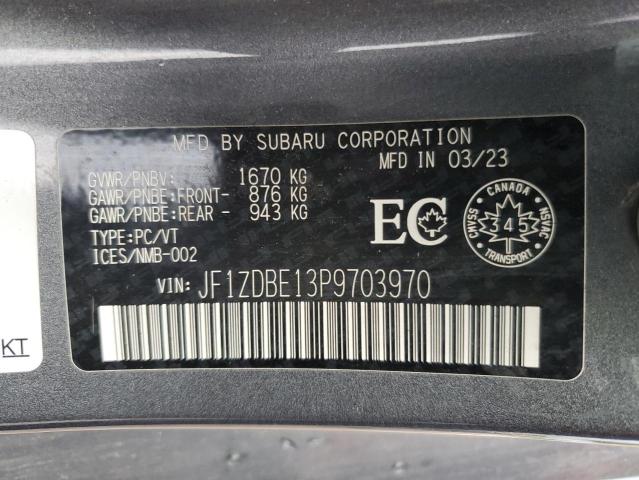 MFD BY SUBARU CORPORATION
MFD IN 03/23
GVWR/PNBV: 1670 KG
GAWR/PNBE:FRONT- 876 KG
GAWR/PNBE:REAR - 943 KG
TYPE:PC/VT
ICES/NMB-002
EC
CANADA
CMVSS
NSVAC
345
TRANSPORT
VIN: JF1ZDBE13P9703970
KT